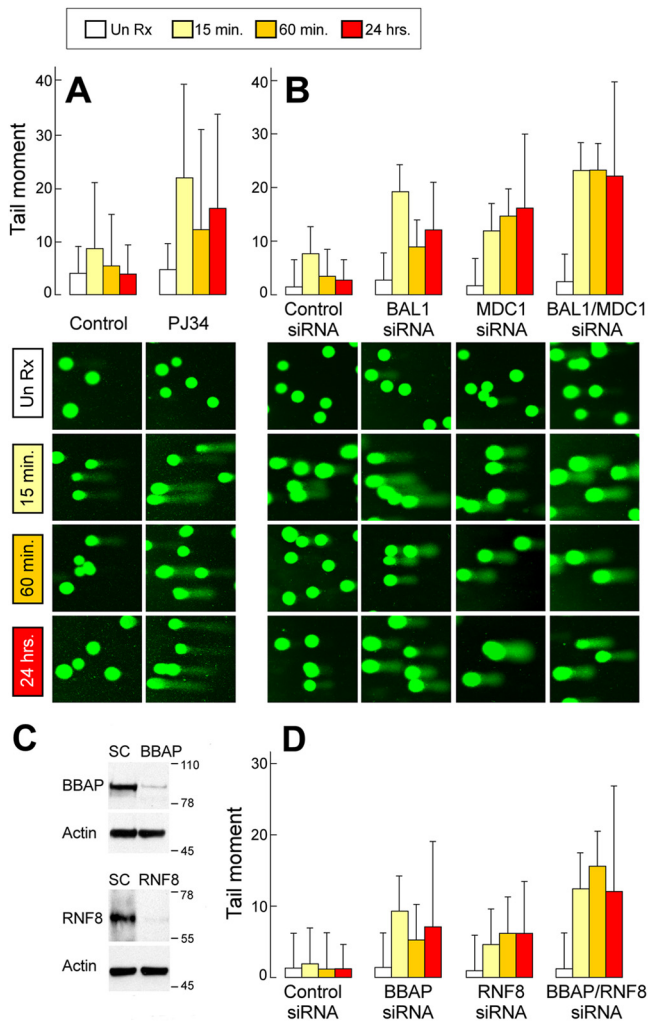 Un Rx 15 min. 60 min. 24 hrs.
A B
40 40
30 30
20 20
10 10
0 0
Tail moment
Control PJ34 Control siRNA BAL1 siRNA MDC1 siRNA BAL1/MDC1 siRNA
Un Rx
15 min.
60 min.
24 hrs.
C D
SC BBAP
110
BBAP
78
Actin
45
SC RNF8
78
RNF8
55
Actin
45
30
20
10
0
Tail moment
Control BBAP RNF8 BBAP/RNF8
siRNA siRNA siRNA siRNA